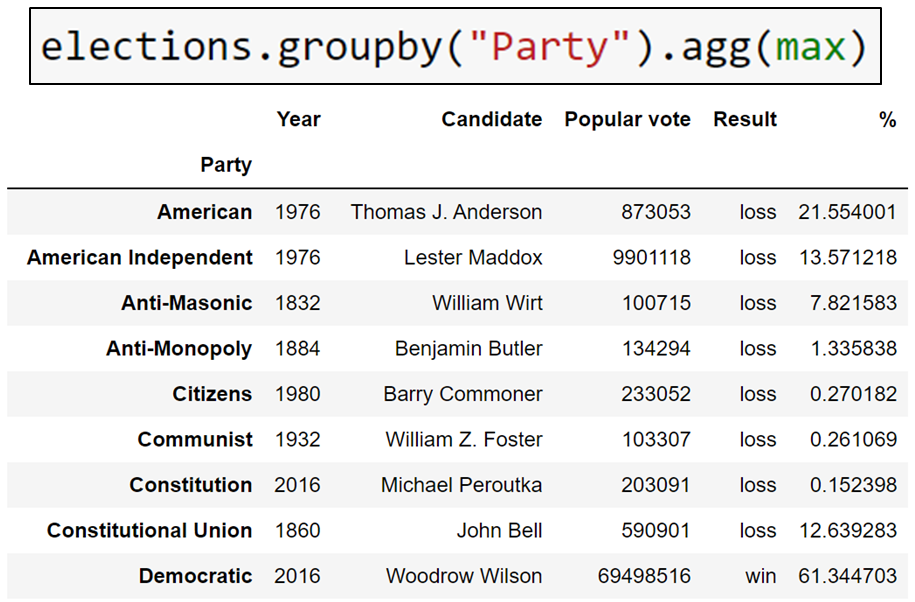 elections.groupby("Party").agg(max)
Year Candidate Popular vote Result %
Party
American 1976 Thomas J. Anderson 873053 loss 21.554001
American Independent 1976 Lester Maddox 9901118 loss 13.571218
Anti-Masonic 1832 William Wirt 100715 loss 7.821583
Anti-Monopoly 1884 Benjamin Butler 134294 loss 1.335838
Citizens 1980 Barry Commoner 233052 loss 0.270182
Communist 1932 William Z. Foster 103307 loss 0.261069
Constitution 2016 Michael Peroutka 203091 loss 0.152398
Constitutional Union 1860 John Bell 590901 loss 12.639283
Democratic 2016 Woodrow Wilson 69498516 win 61.344703